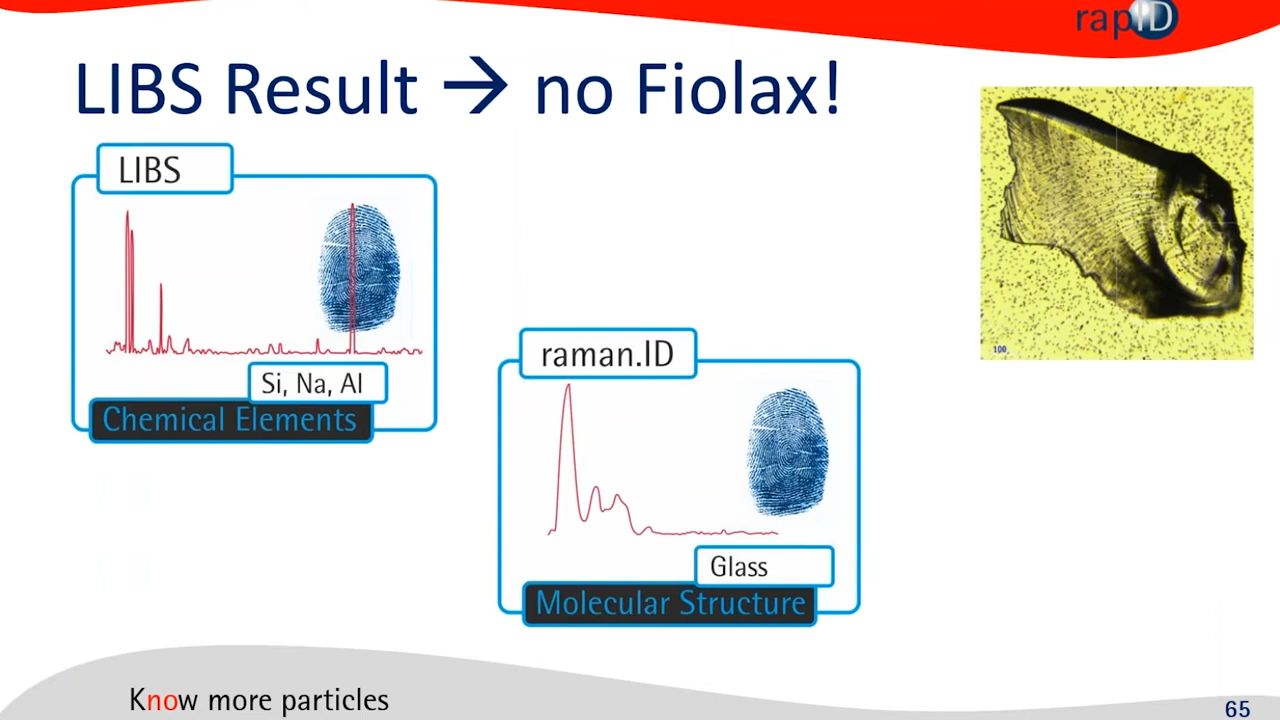 rapID
LIBS Result → no Fiolax!
LIBS
Si, Na, Al
Chemical Elements
100
raman.ID
Glass
Molecular Structure
Know more particles
65